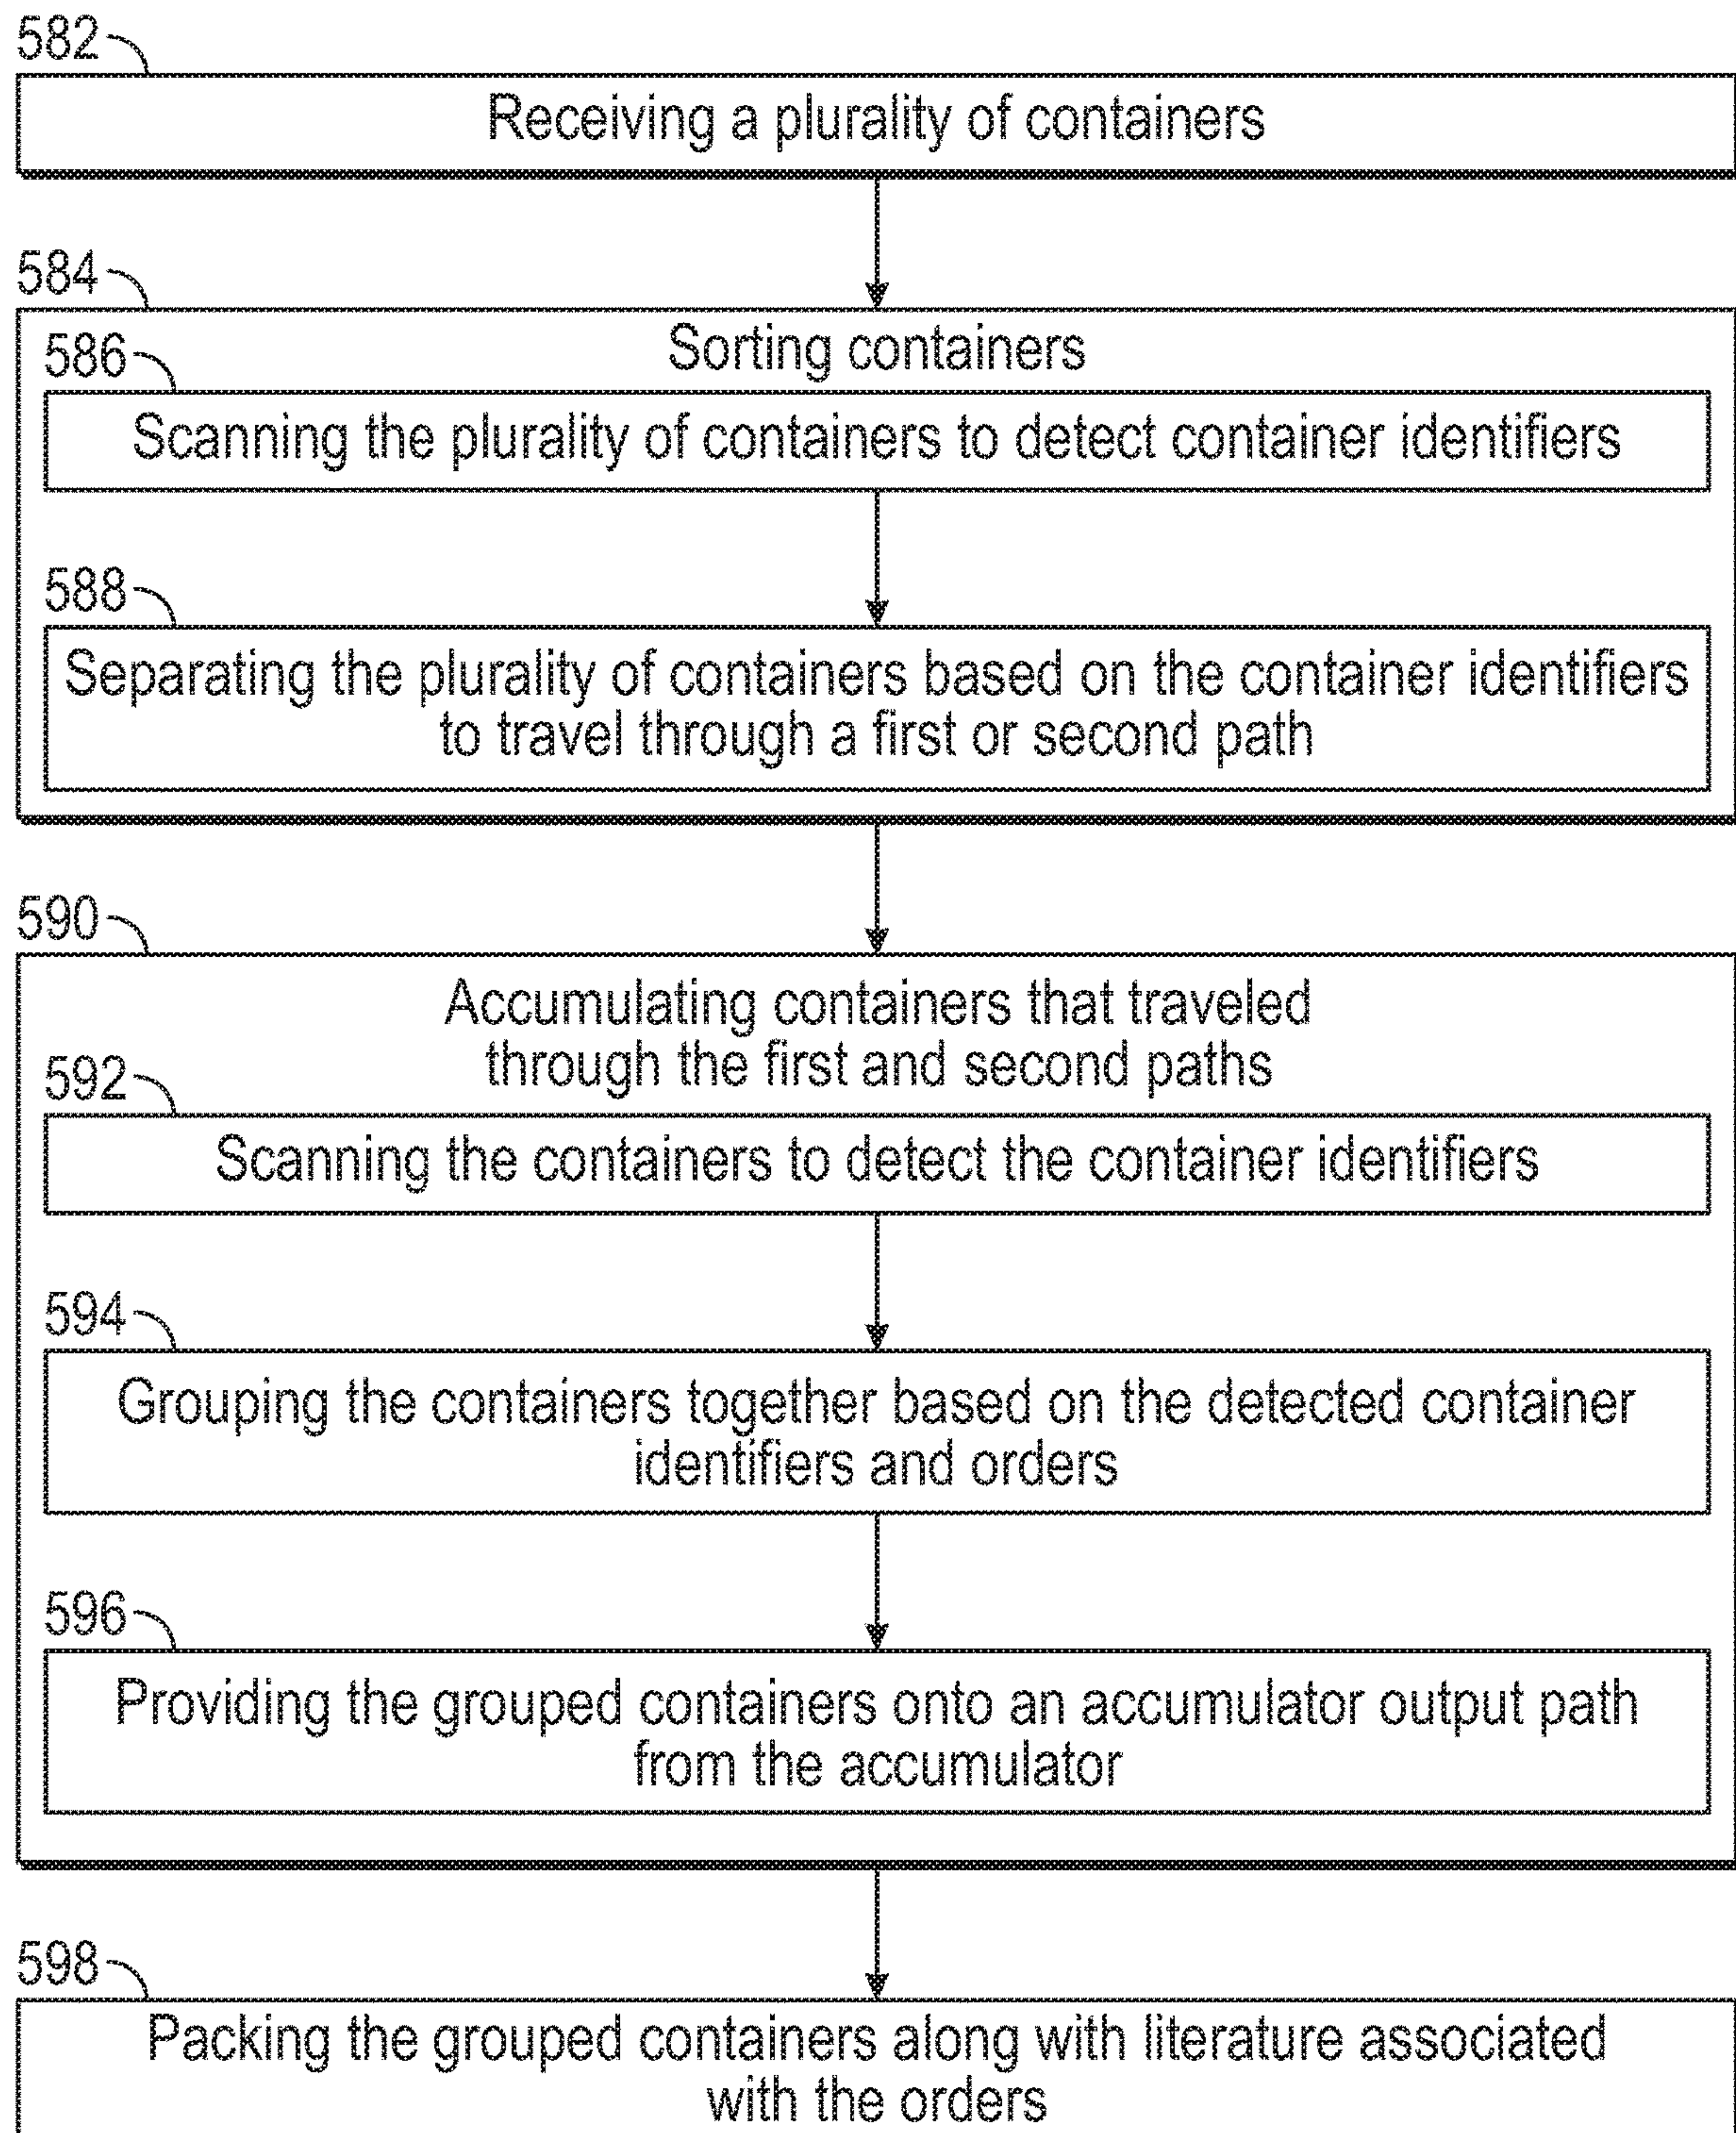 582
Receiving a plurality of containers
584
Sorting containers
586
Scanning the plurality of containers to detect container identifiers
588
Separating the plurality of containers based on the container identifiers
to travel through a first or second path
590
Accumulating containers that traveled
through the first and second paths
592
Scanning the containers to detect the container identifiers
594
Grouping the containers together based on the detected container
identifiers and orders
596
Providing the grouped containers onto an accumulator output path
from the accumulator
598
Packing the grouped containers along with literature associated
with the orders